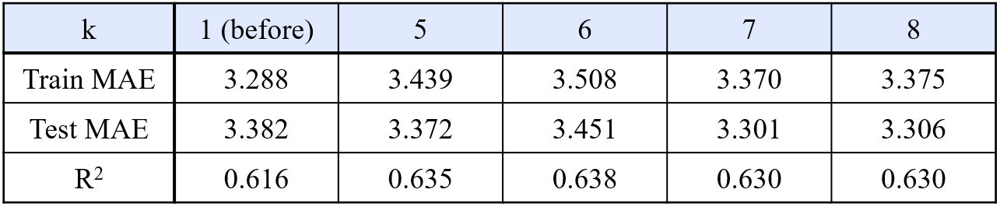 k 1 (before) 5 6 7 8
Train MAE 3.288 3.439 3.508 3.370 3.375
Test MAE 3.382 3.372 3.451 3.301 3.306
R² 0.616 0.635 0.638 0.630 0.630